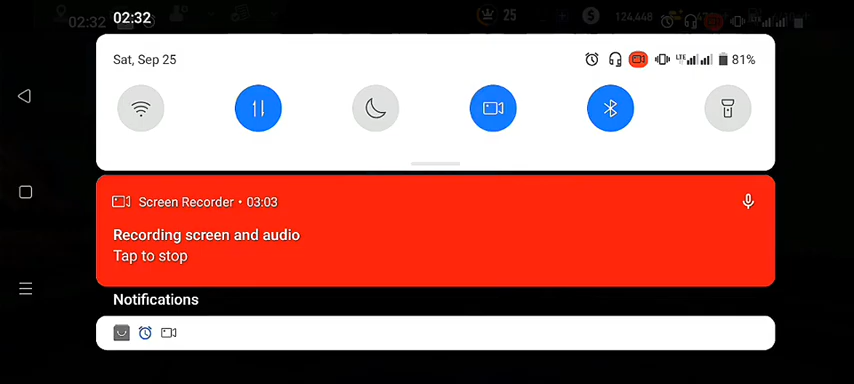 02:32
02:32
25
124,448
Sat, Sep 25
LTE
81%
Screen Recorder • 03:03
Recording screen and audio
Tap to stop
Notifications